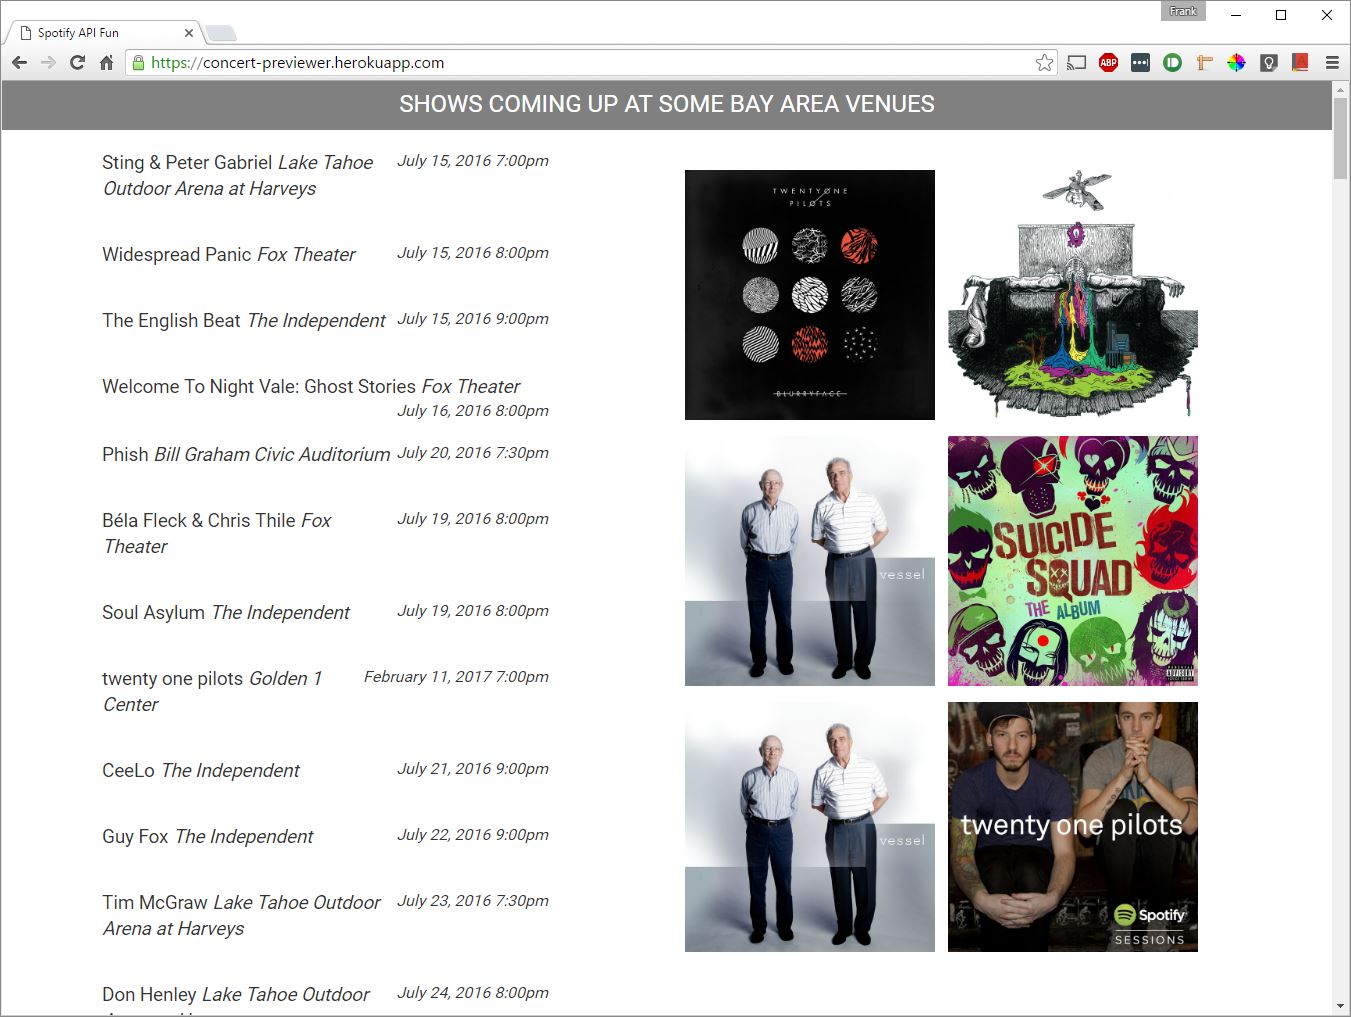 Frank
Spotify API Fun
https://concert-previewer.herokuapp.com
ABP
SHOWS COMING UP AT SOME BAY AREA VENUES
Sting & Peter Gabriel Lake Tahoe July 15, 2016 7:00pm
Outdoor Arena at Harveys
Widespread Panic Fox Theater July 15, 2016 8:00pm
The English Beat The Independent July 15, 2016 9:00pm
Welcome To Night Vale: Ghost Stories Fox Theater
July 16, 2016 8:00pm
Phish Bill Graham Civic Auditorium July 20, 2016 7:30pm
Béla Fleck & Chris Thile Fox July 19, 2016 8:00pm
Theater
Soul Asylum The Independent July 19, 2016 8:00pm
twenty one pilots Golden 1 February 11, 2017 7:00pm
Center
CeeLo The Independent July 21, 2016 9:00pm
Guy Fox The Independent July 22, 2016 9:00pm
Tim McGraw Lake Tahoe Outdoor July 23, 2016 7:30pm
Arena at Harveys
Don Henley Lake Tahoe Outdoor July 24, 2016 8:00pm
TWENTY ØNE
PILØTS
BLURRYFACE
vessel
SUICIDE
SQUAD
THE ALBUM
PARENTAL
ADVISORY
EXPLICIT LYRICS
vessel
twenty one pilots
Spotify
SESSIONS